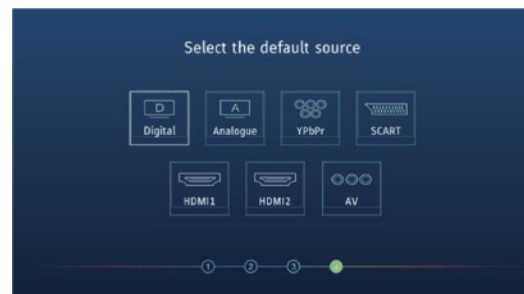 Select the default source
D A
Digital Analogue YPbPr SCART
HDMI1 HDMI2 AV
1 2 3